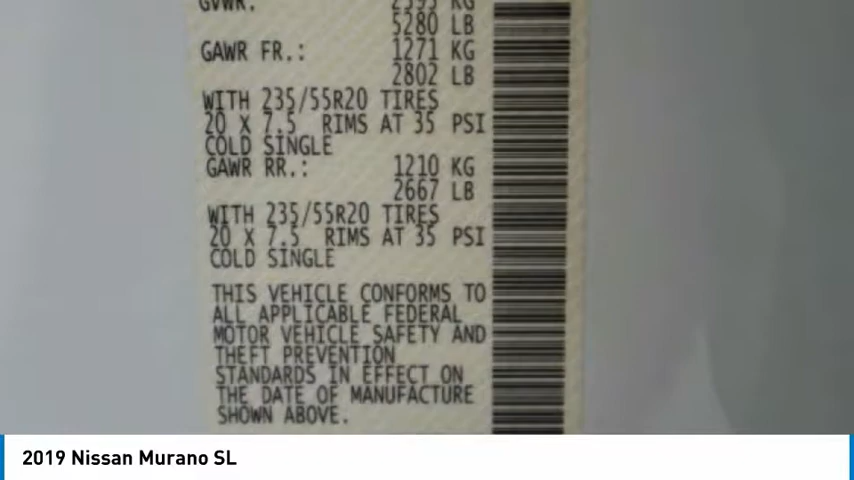 GVWR: 2395 KG
5280 LB
GAWR FR.: 1271 KG
2802 LB
WITH 235/55R20 TIRES
20 X 7.5 RIMS AT 35 PSI
COLD SINGLE
GAWR RR.: 1210 KG
2667 LB
WITH 235/55R20 TIRES
20 X 7.5 RIMS AT 35 PSI
COLD SINGLE
THIS VEHICLE CONFORMS TO
ALL APPLICABLE FEDERAL
MOTOR VEHICLE SAFETY AND
THEFT PREVENTION
STANDARDS IN EFFECT ON
THE DATE OF MANUFACTURE
SHOWN ABOVE.
2019 Nissan Murano SL